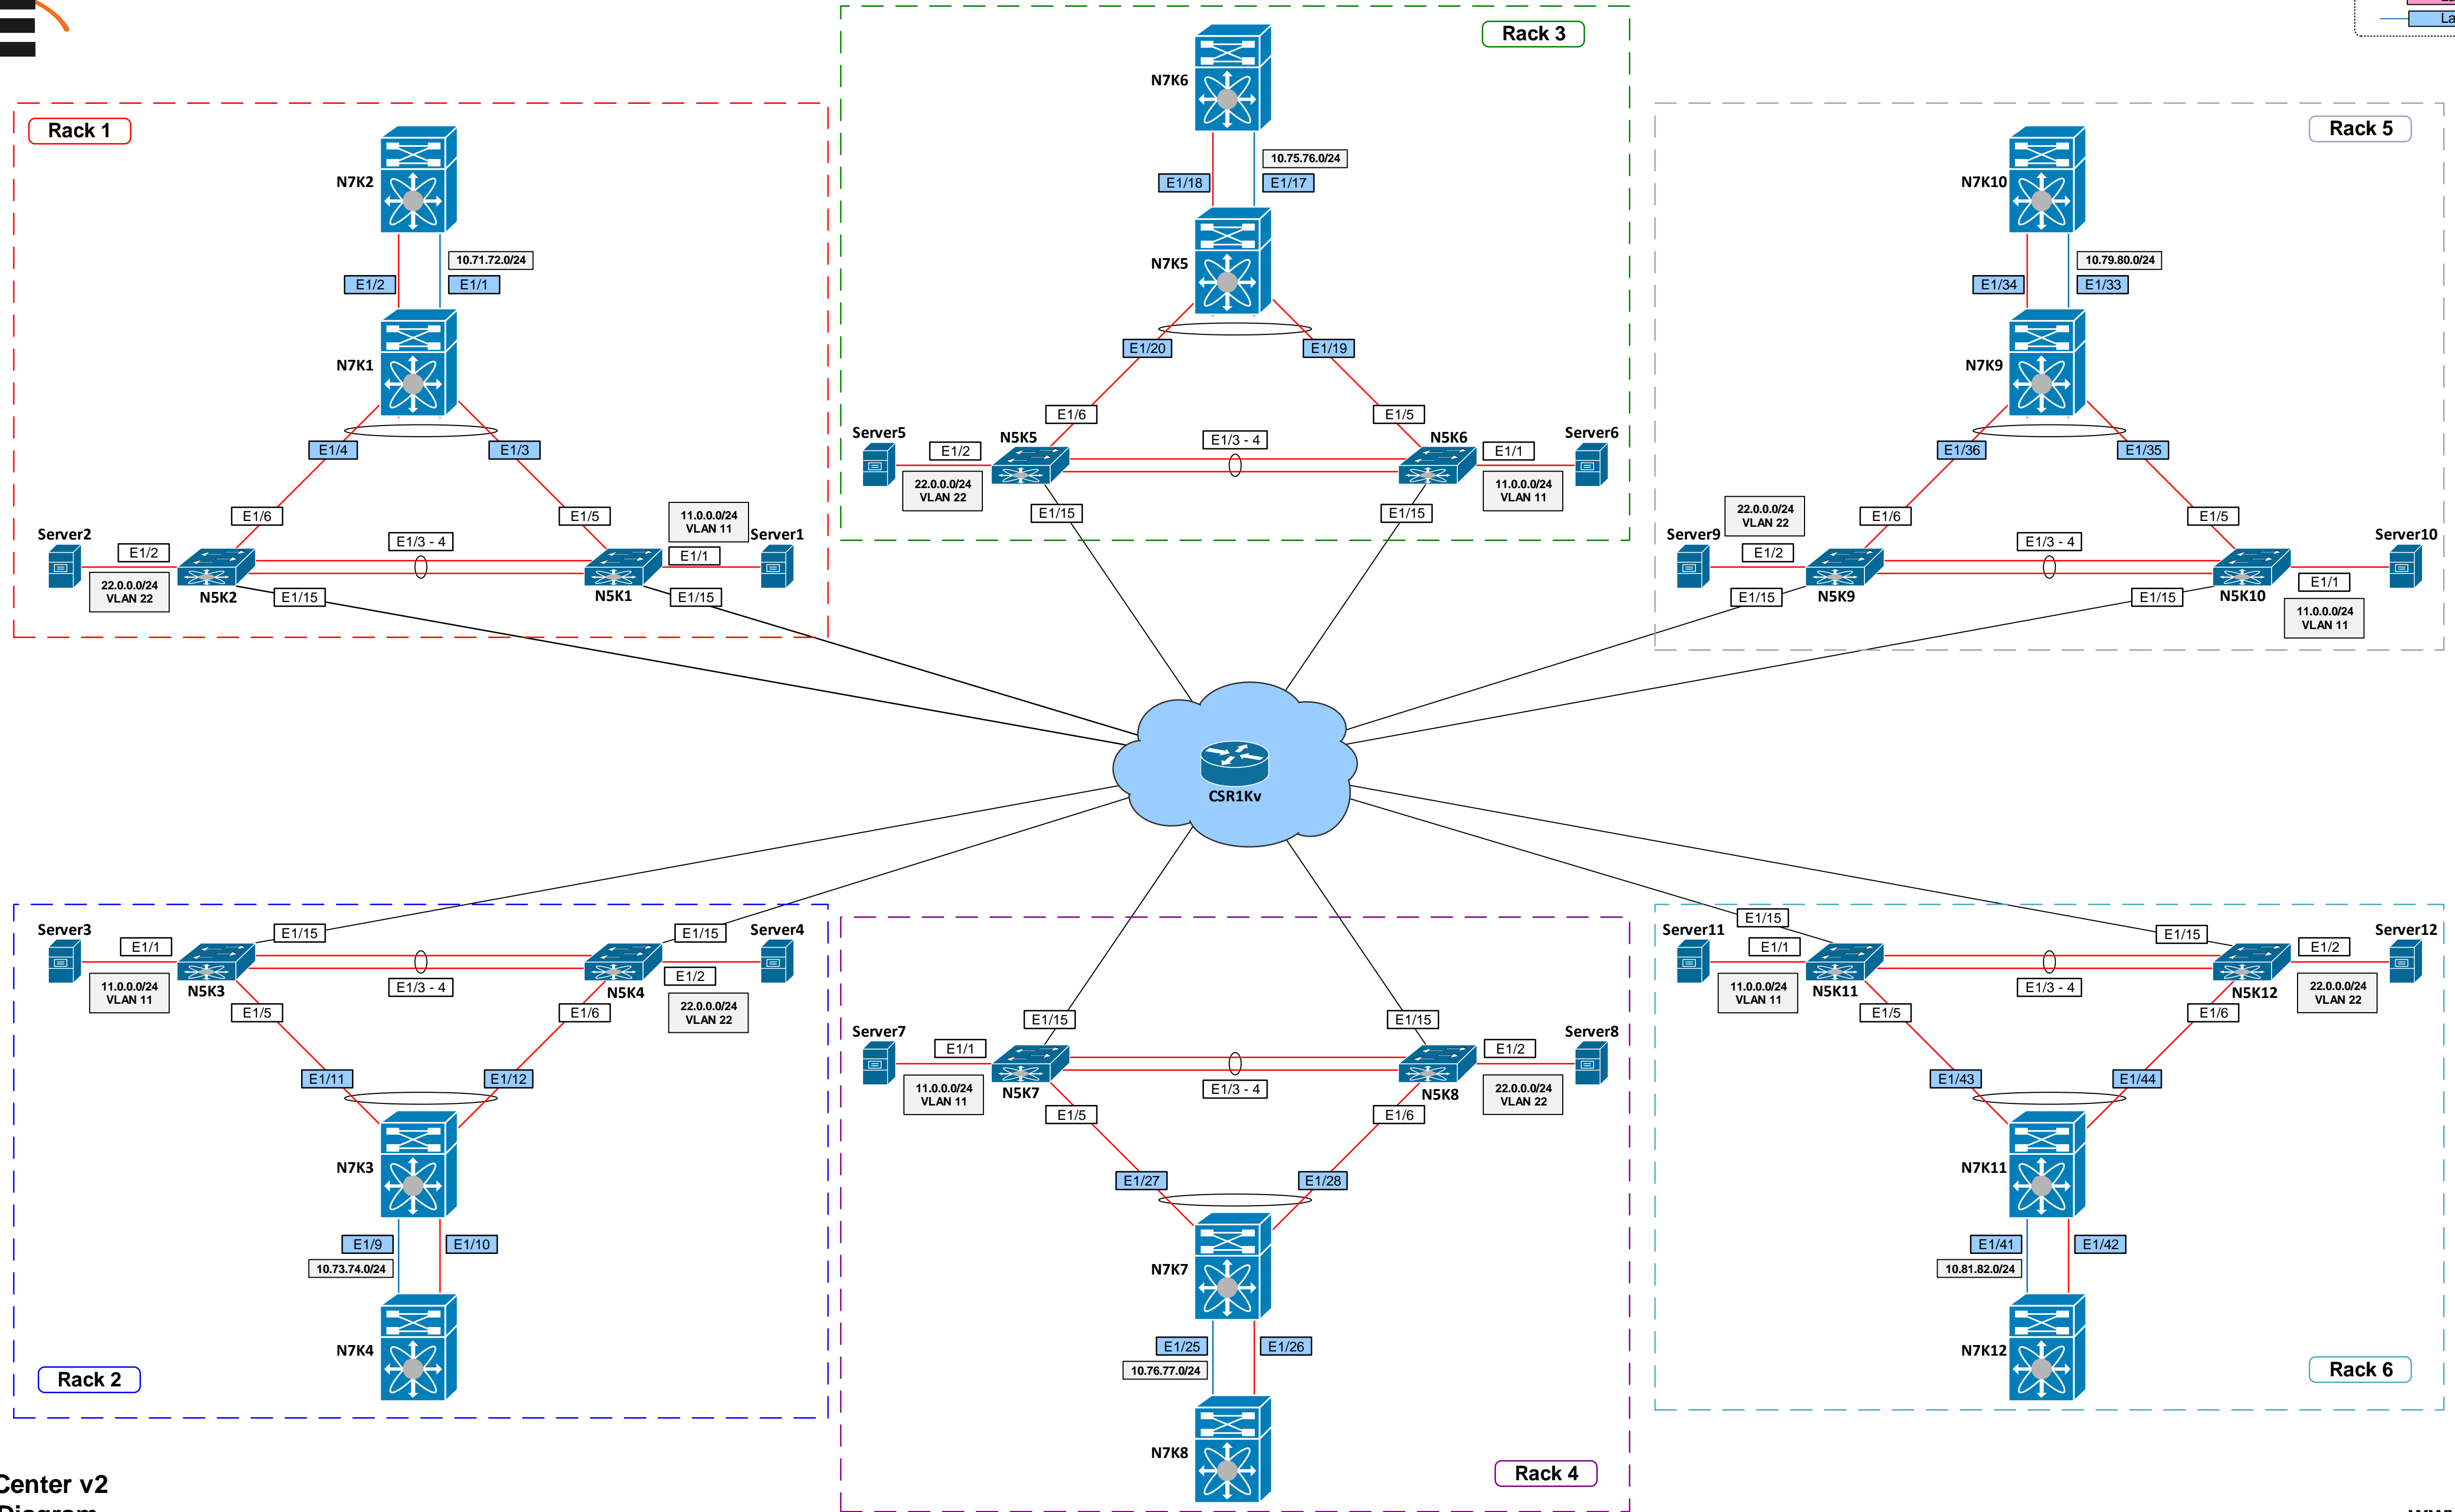 La
Rack 1
N7K2
10.71.72.0/24
E1/2
E1/1
N7K1
E1/4
E1/3
E1/6
E1/5
11.0.0.0/24
VLAN 11
Server2
E1/2
E1/3 - 4
E1/1
Server1
22.0.0.0/24
VLAN 22
N5K2
E1/15
N5K1
E1/15
Rack 3
N7K6
10.75.76.0/24
E1/18
E1/17
N7K5
E1/20
E1/19
E1/6
E1/5
Server5
E1/2
N5K5
E1/3 - 4
N5K6
E1/1
Server6
22.0.0.0/24
VLAN 22
11.0.0.0/24
VLAN 11
E1/15
E1/15
Rack 5
N7K10
10.79.80.0/24
E1/34
E1/33
N7K9
E1/36
E1/35
22.0.0.0/24
VLAN 22
E1/6
E1/5
Server9
E1/2
E1/3 - 4
Server10
E1/1
E1/15
N5K9
E1/15
N5K10
11.0.0.0/24
VLAN 11
CSR1Kv
Server3
E1/1
E1/15
E1/15
Server4
11.0.0.0/24
VLAN 11
N5K3
E1/3 - 4
N5K4
E1/2
22.0.0.0/24
VLAN 22
E1/5
E1/6
E1/11
E1/12
N7K3
E1/9
E1/10
10.73.74.0/24
N7K4
Rack 2
E1/15
E1/15
Server7
E1/1
E1/2
Server8
11.0.0.0/24
VLAN 11
N5K7
E1/3 - 4
N5K8
22.0.0.0/24
VLAN 22
E1/5
E1/6
E1/27
E1/28
N7K7
E1/25
E1/26
10.76.77.0/24
N7K8
Rack 4
E1/15
E1/15
Server11
E1/1
E1/2
Server12
11.0.0.0/24
VLAN 11
N5K11
E1/3 - 4
N5K12
22.0.0.0/24
VLAN 22
E1/5
E1/6
E1/43
E1/44
N7K11
E1/41
E1/42
10.81.82.0/24
N7K12
Rack 6
Center v2
Diagram